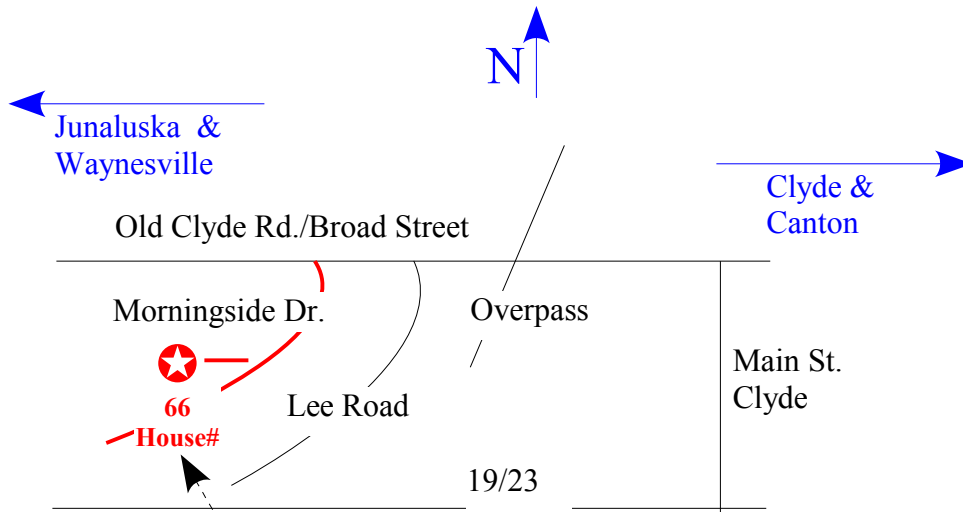 N
Junaluska &
Waynesville
Clyde &
Canton
Old Clyde Rd./Broad Street
Morningside Dr.
Overpass
Main St.
Clyde
Lee Road
66
House#
19/23